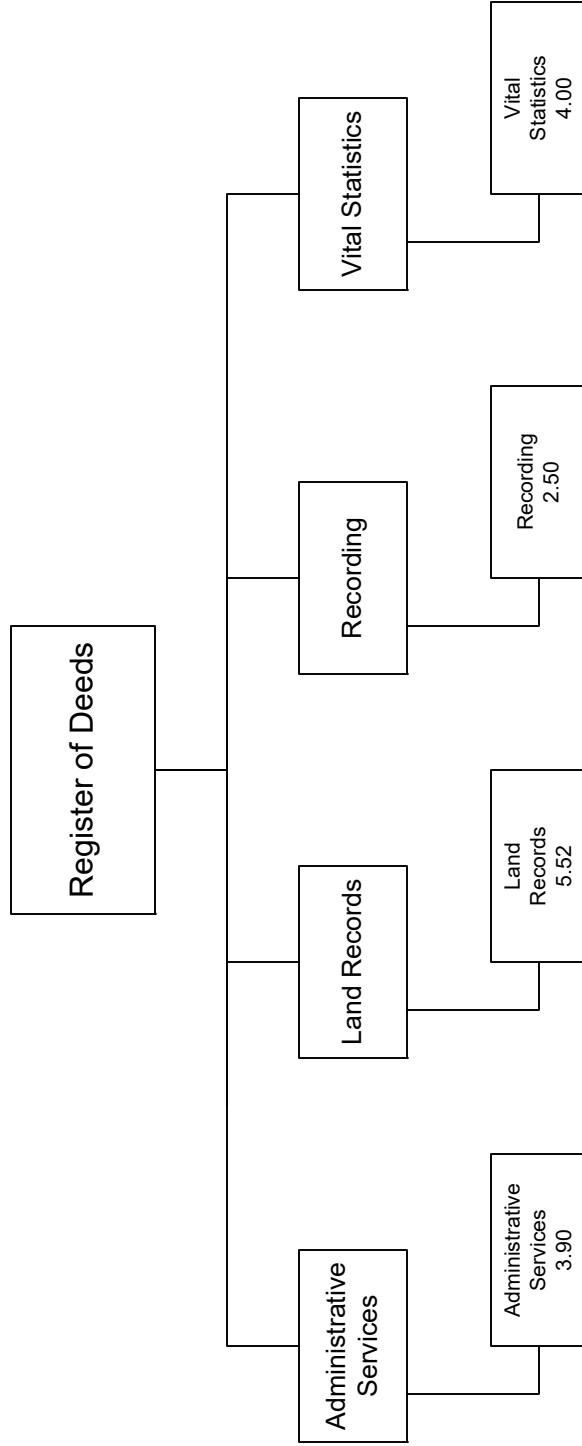 Register of Deeds
Administrative
Services
Land Records
Recording
Vital Statistics
Administrative
Services
3.90
Land
Records
5.52
Recording
2.50
Vital
Statistics
4.00